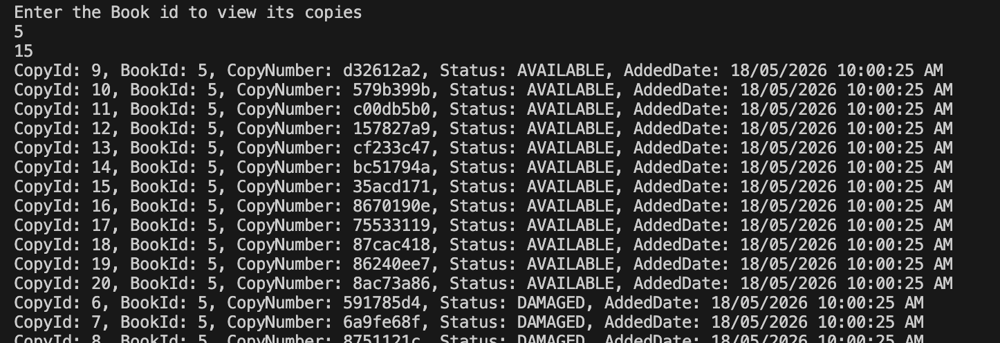 Enter the Book id to view its copies
5
15
CopyId: 9, BookId: 5, CopyNumber: d32612a2, Status: AVAILABLE, AddedDate: 18/05/2026 10:00:25 AM
CopyId: 10, BookId: 5, CopyNumber: 579b399b, Status: AVAILABLE, AddedDate: 18/05/2026 10:00:25 AM
CopyId: 11, BookId: 5, CopyNumber: c00db5b0, Status: AVAILABLE, AddedDate: 18/05/2026 10:00:25 AM
CopyId: 12, BookId: 5, CopyNumber: 157827a9, Status: AVAILABLE, AddedDate: 18/05/2026 10:00:25 AM
CopyId: 13, BookId: 5, CopyNumber: cf233c47, Status: AVAILABLE, AddedDate: 18/05/2026 10:00:25 AM
CopyId: 14, BookId: 5, CopyNumber: bc51794a, Status: AVAILABLE, AddedDate: 18/05/2026 10:00:25 AM
CopyId: 15, BookId: 5, CopyNumber: 35acd171, Status: AVAILABLE, AddedDate: 18/05/2026 10:00:25 AM
CopyId: 16, BookId: 5, CopyNumber: 8670190e, Status: AVAILABLE, AddedDate: 18/05/2026 10:00:25 AM
CopyId: 17, BookId: 5, CopyNumber: 75533119, Status: AVAILABLE, AddedDate: 18/05/2026 10:00:25 AM
CopyId: 18, BookId: 5, CopyNumber: 87cac418, Status: AVAILABLE, AddedDate: 18/05/2026 10:00:25 AM
CopyId: 19, BookId: 5, CopyNumber: 86240ee7, Status: AVAILABLE, AddedDate: 18/05/2026 10:00:25 AM
CopyId: 20, BookId: 5, CopyNumber: 8ac73a86, Status: AVAILABLE, AddedDate: 18/05/2026 10:00:25 AM
CopyId: 6, BookId: 5, CopyNumber: 591785d4, Status: DAMAGED, AddedDate: 18/05/2026 10:00:25 AM
CopyId: 7, BookId: 5, CopyNumber: 6a9fe68f, Status: DAMAGED, AddedDate: 18/05/2026 10:00:25 AM
CopyId: 8, BookId: 5, CopyNumber: 8751121c, Status: DAMAGED, AddedDate: 18/05/2026 10:00:25 AM